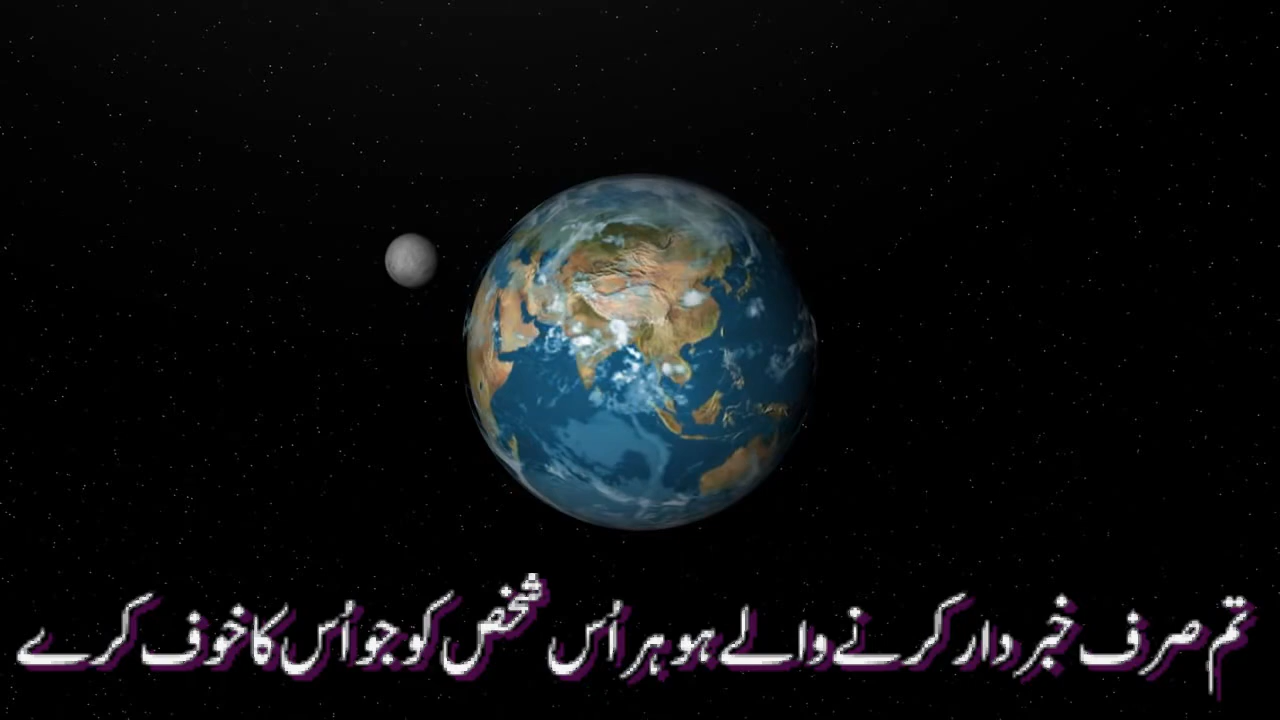 تم صرف خبردار کرنے والے ہو ہر اُس شخص کو جو اُس کا خوف کرے